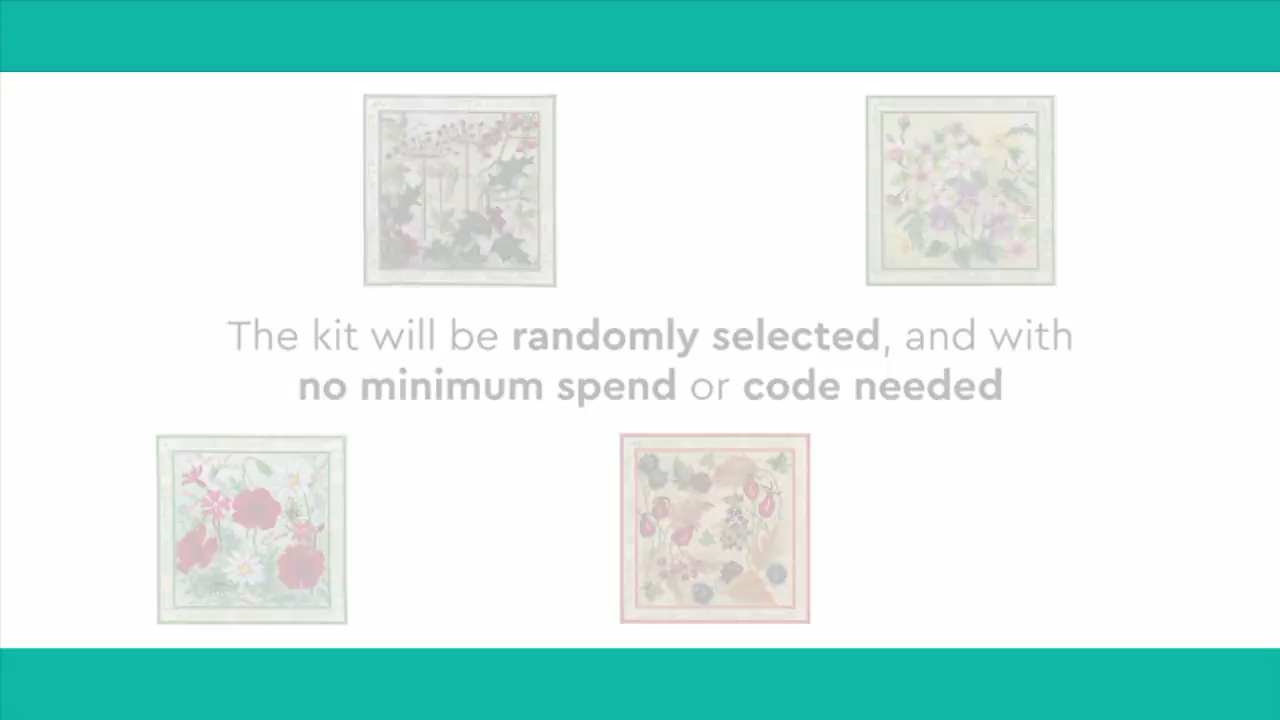 The kit will be randomly selected, and with
no minimum spend or code needed